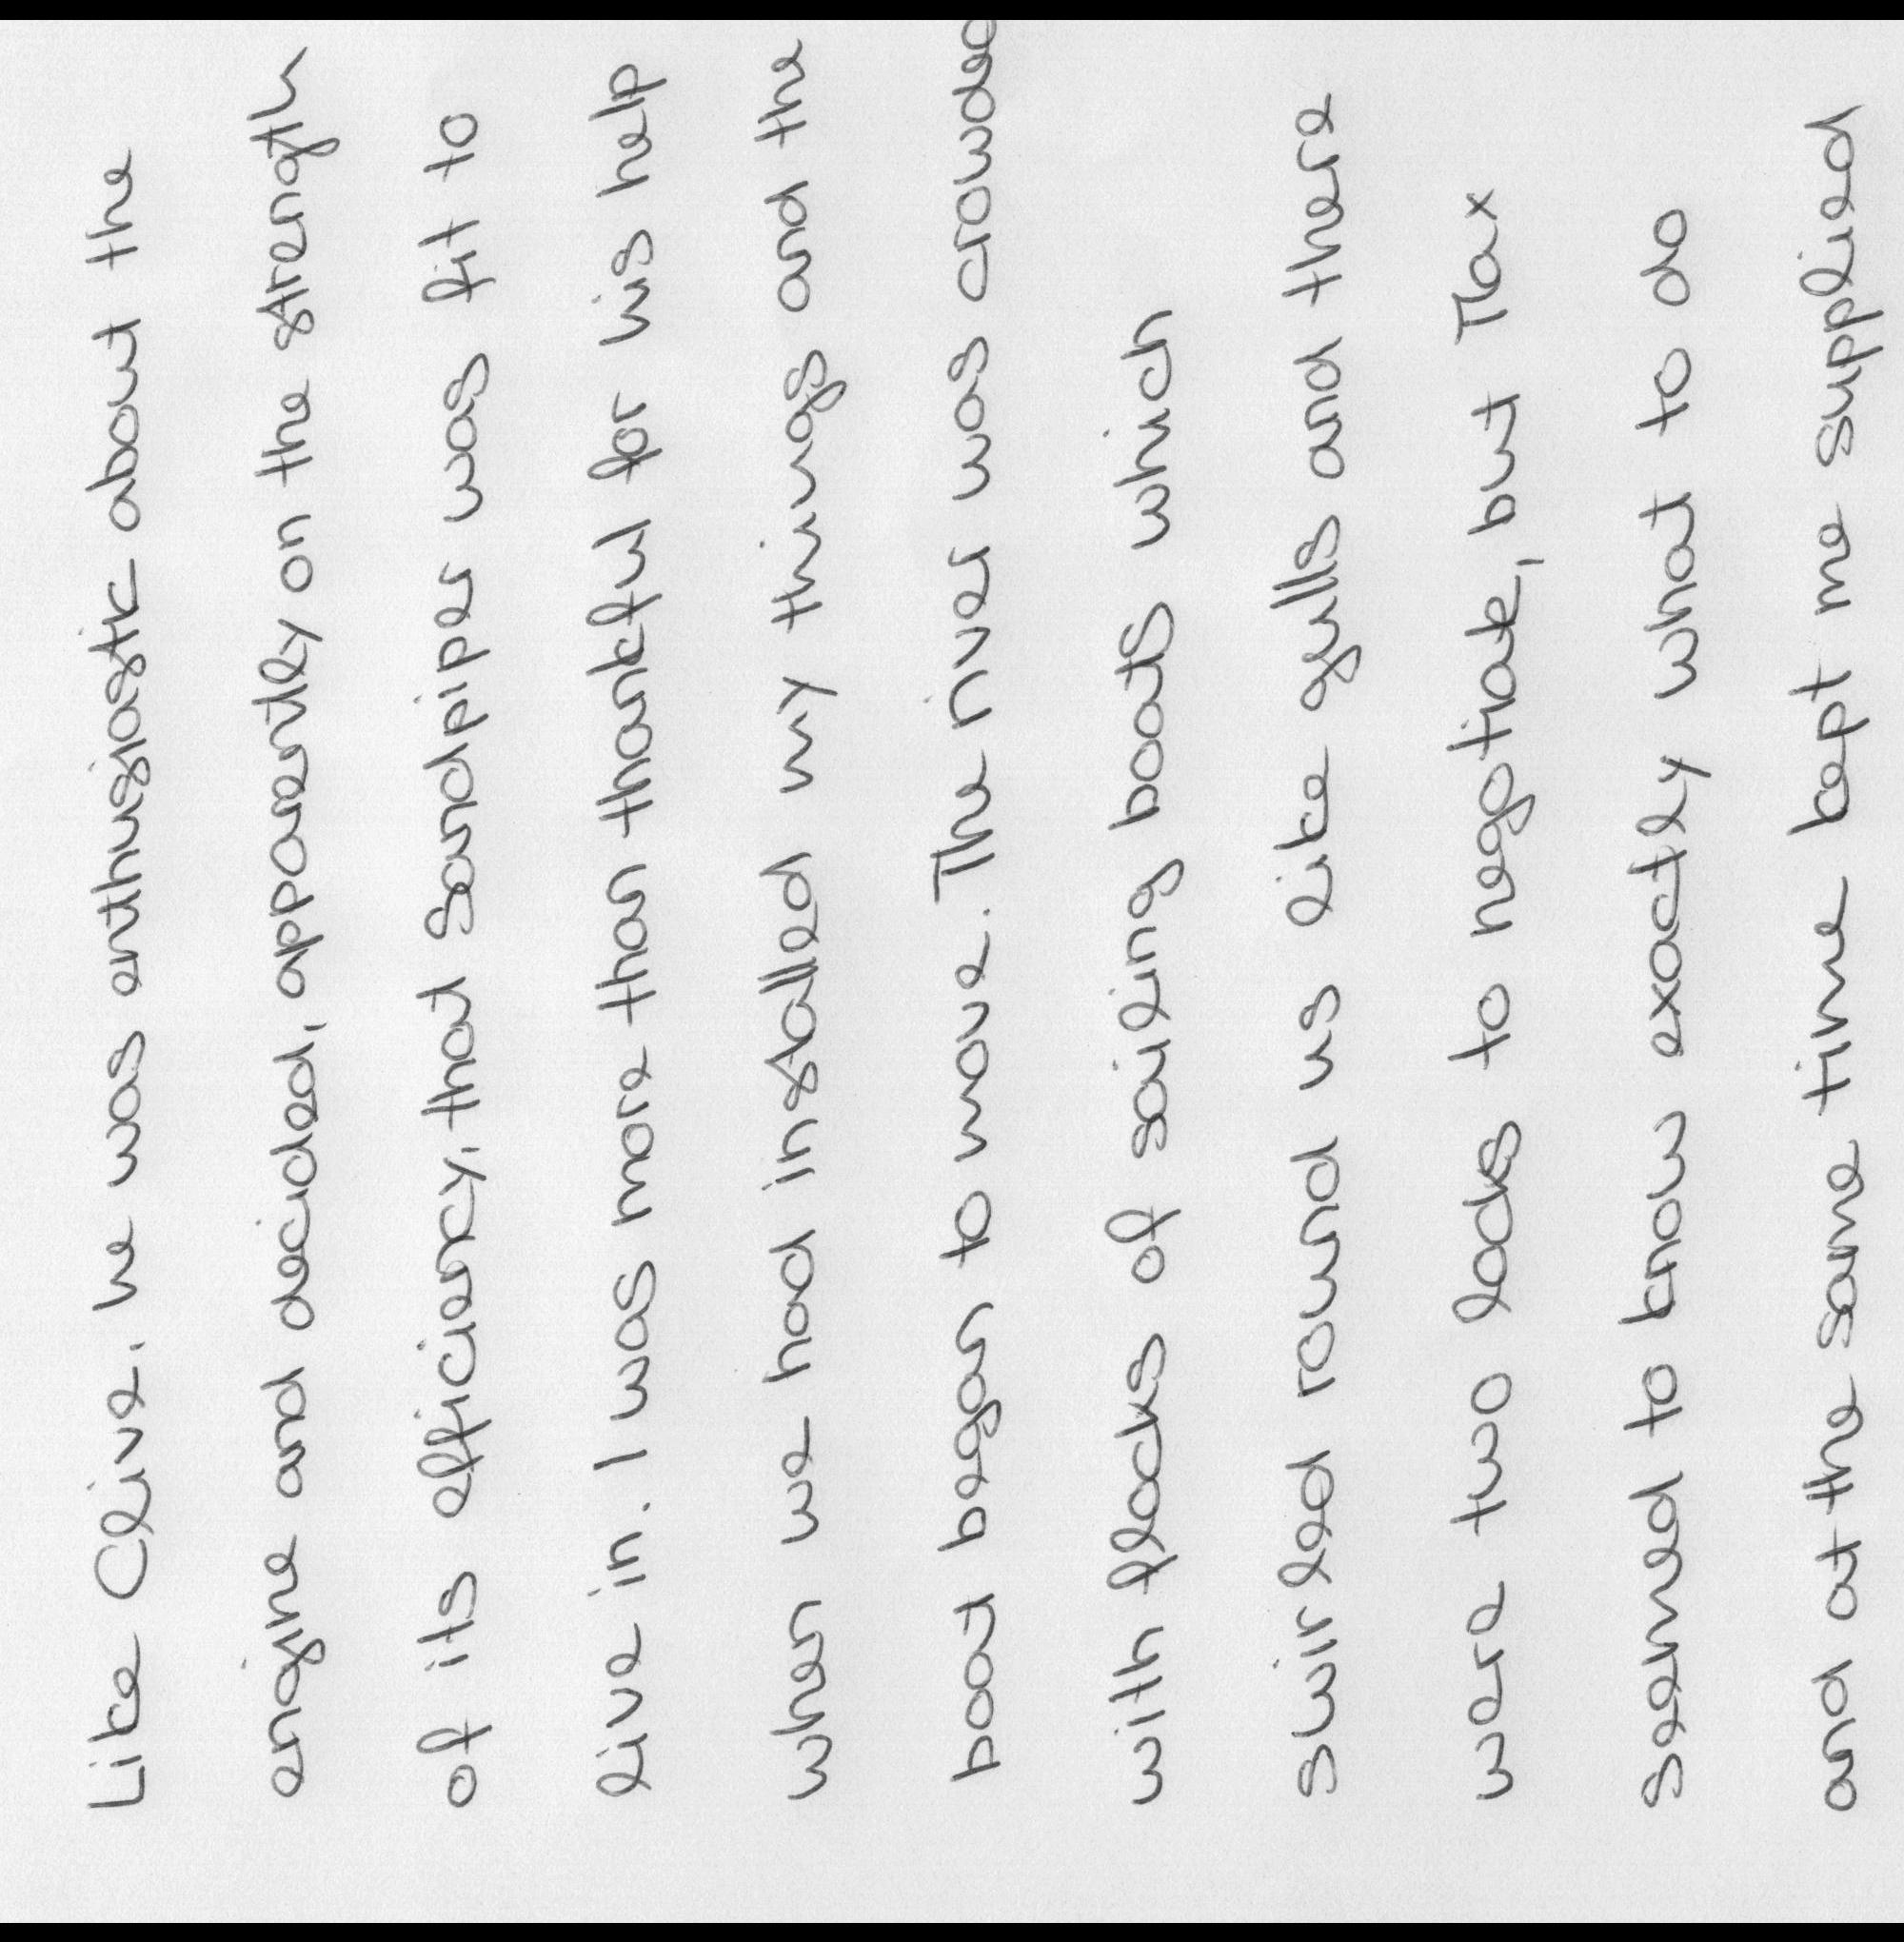 Like Clive, he was enthusiastic about the
engine and decided, apparently on the strength
of its efficiency, that Sandpiper was fit to
live in. I was more than thankful for his help
when we had installed my things and the
boat began to move. The river was crowded
with flocks of sailing boats which
swirled round us like gulls and there
were two locks to negotiate, but Tax
seemed to know exactly what to do
and at the same time kept me supplied